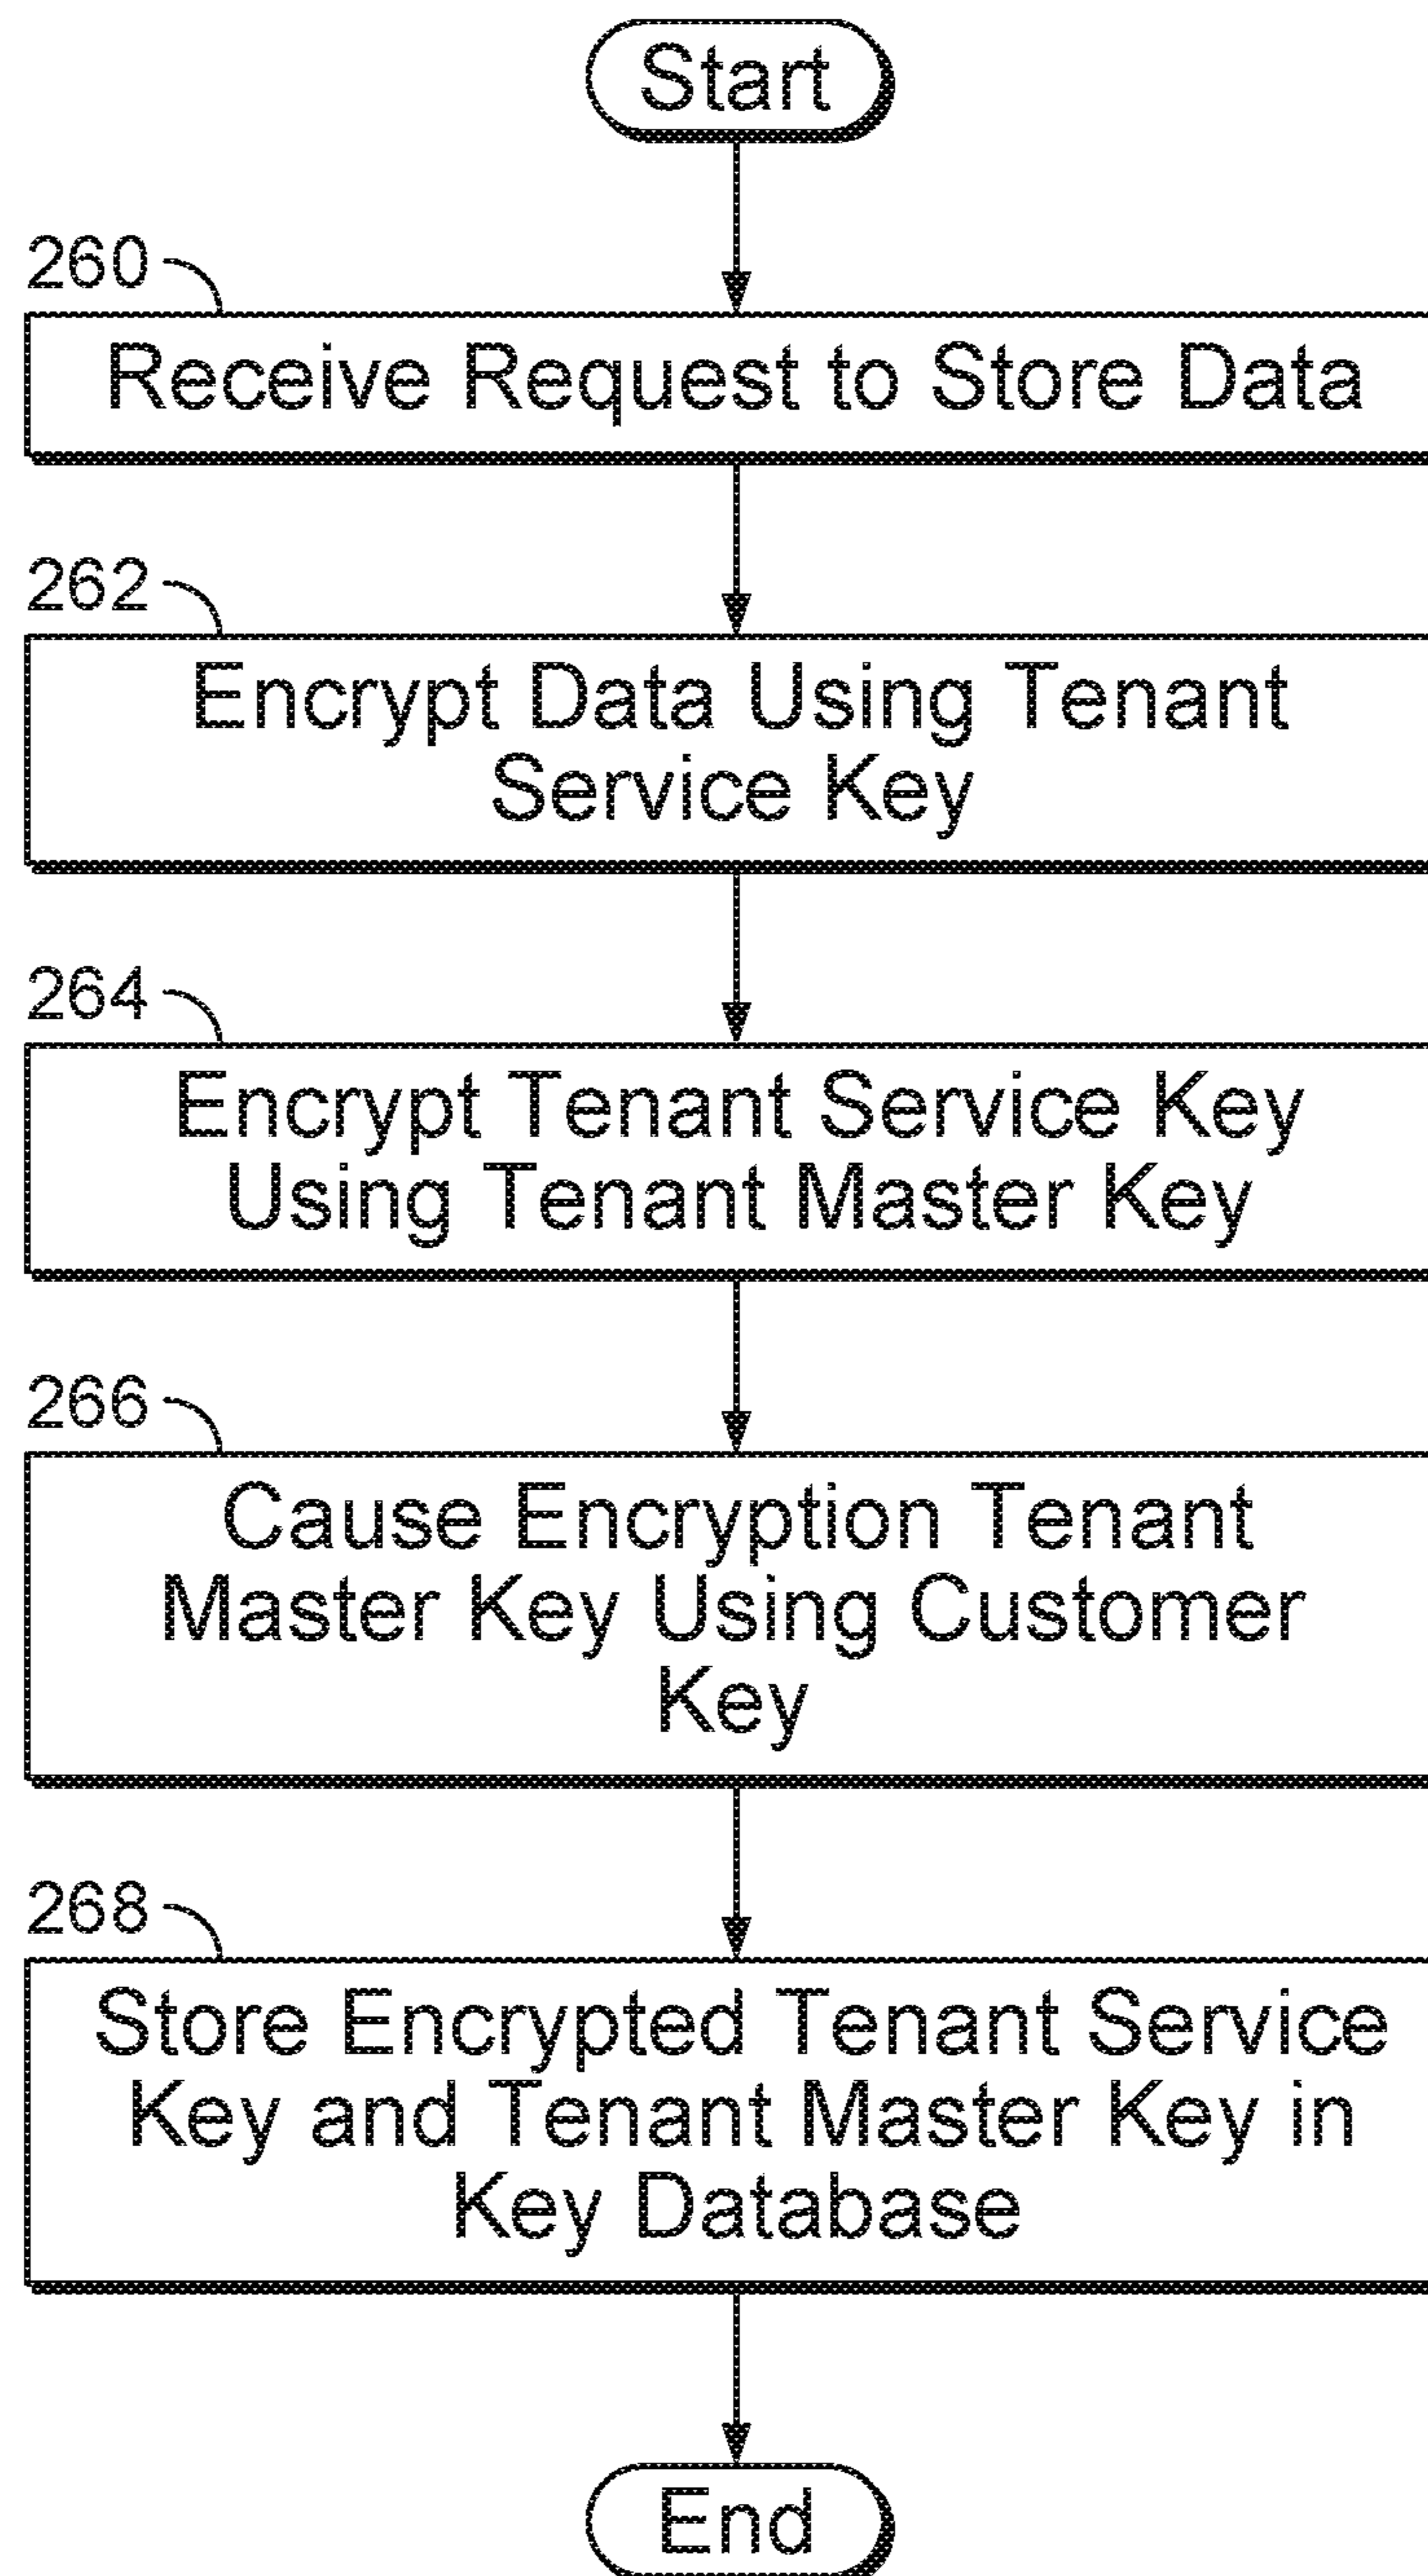 Start
260
Receive Request to Store Data
262
Encrypt Data Using Tenant
Service Key
264
Encrypt Tenant Service Key
Using Tenant Master Key
266
Cause Encryption Tenant
Master Key Using Customer
Key
268
Store Encrypted Tenant Service
Key and Tenant Master Key in
Key Database
End